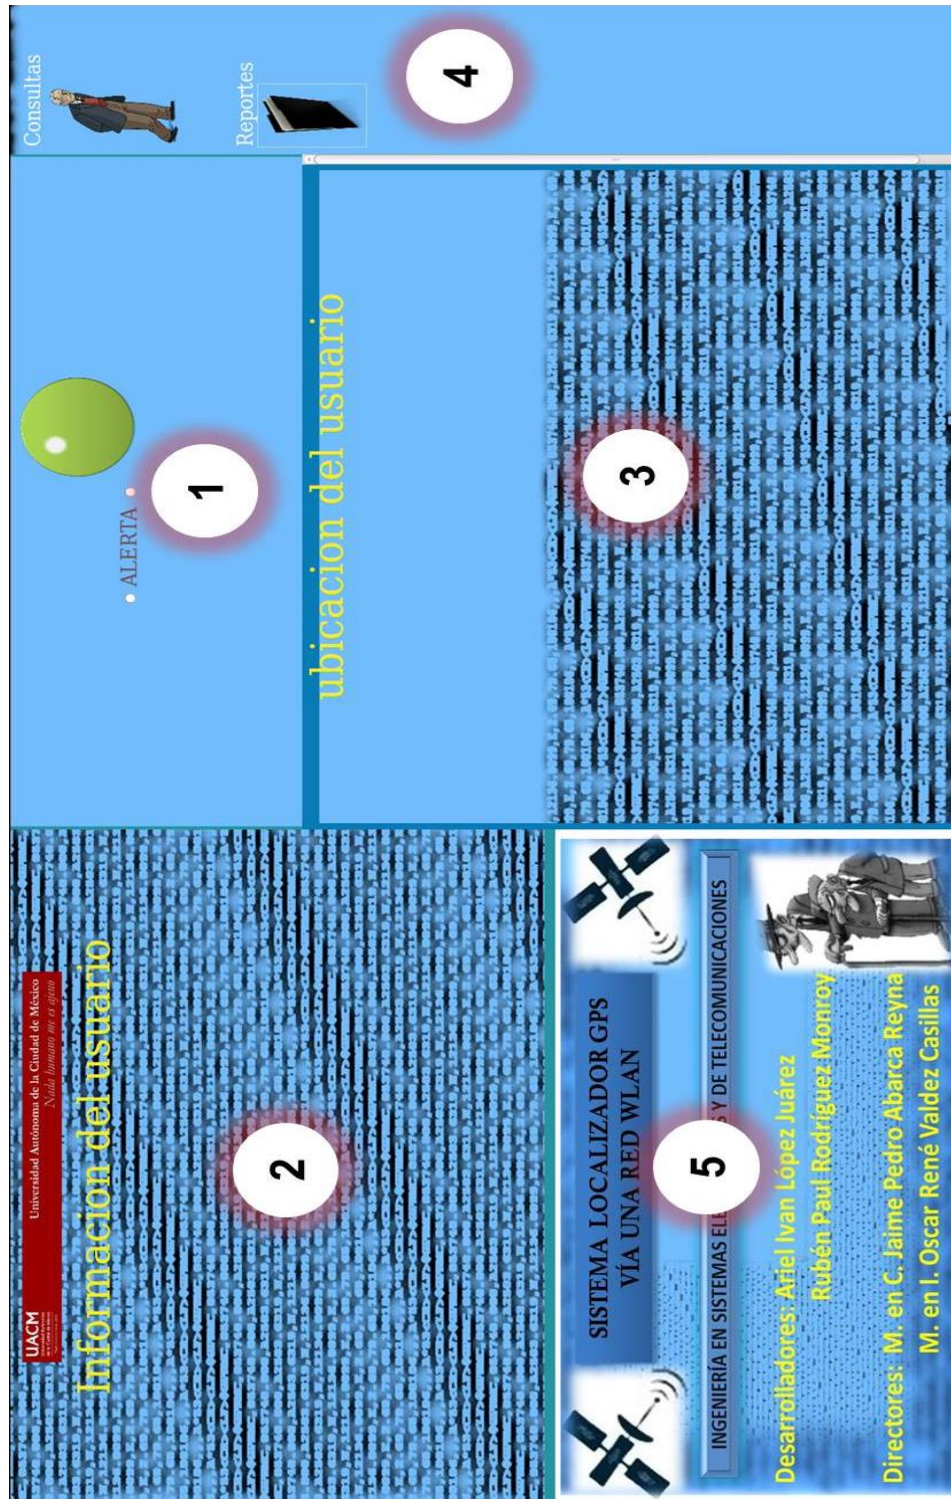 UACM
Universidad Autónoma de la Ciudad de México
Nada humano me es ajeno
Informacion del usuario
2
ALERTA
1
Consultas
Reportes
4
ubicacion del usuario
3
SISTEMA LOCALIZADOR GPS
VÍA UNA RED WLAN
INGENIERÍA EN SISTEMAS ELE S Y DE TELECOMUNICACIONES
5
Desarrolladores: Ariel Ivan López Juárez
Rubén Paul Rodríguez Monroy
Directores: M. en C. Jaime Pedro Abarca Reyna
M. en I. Oscar René Valdez Casillas